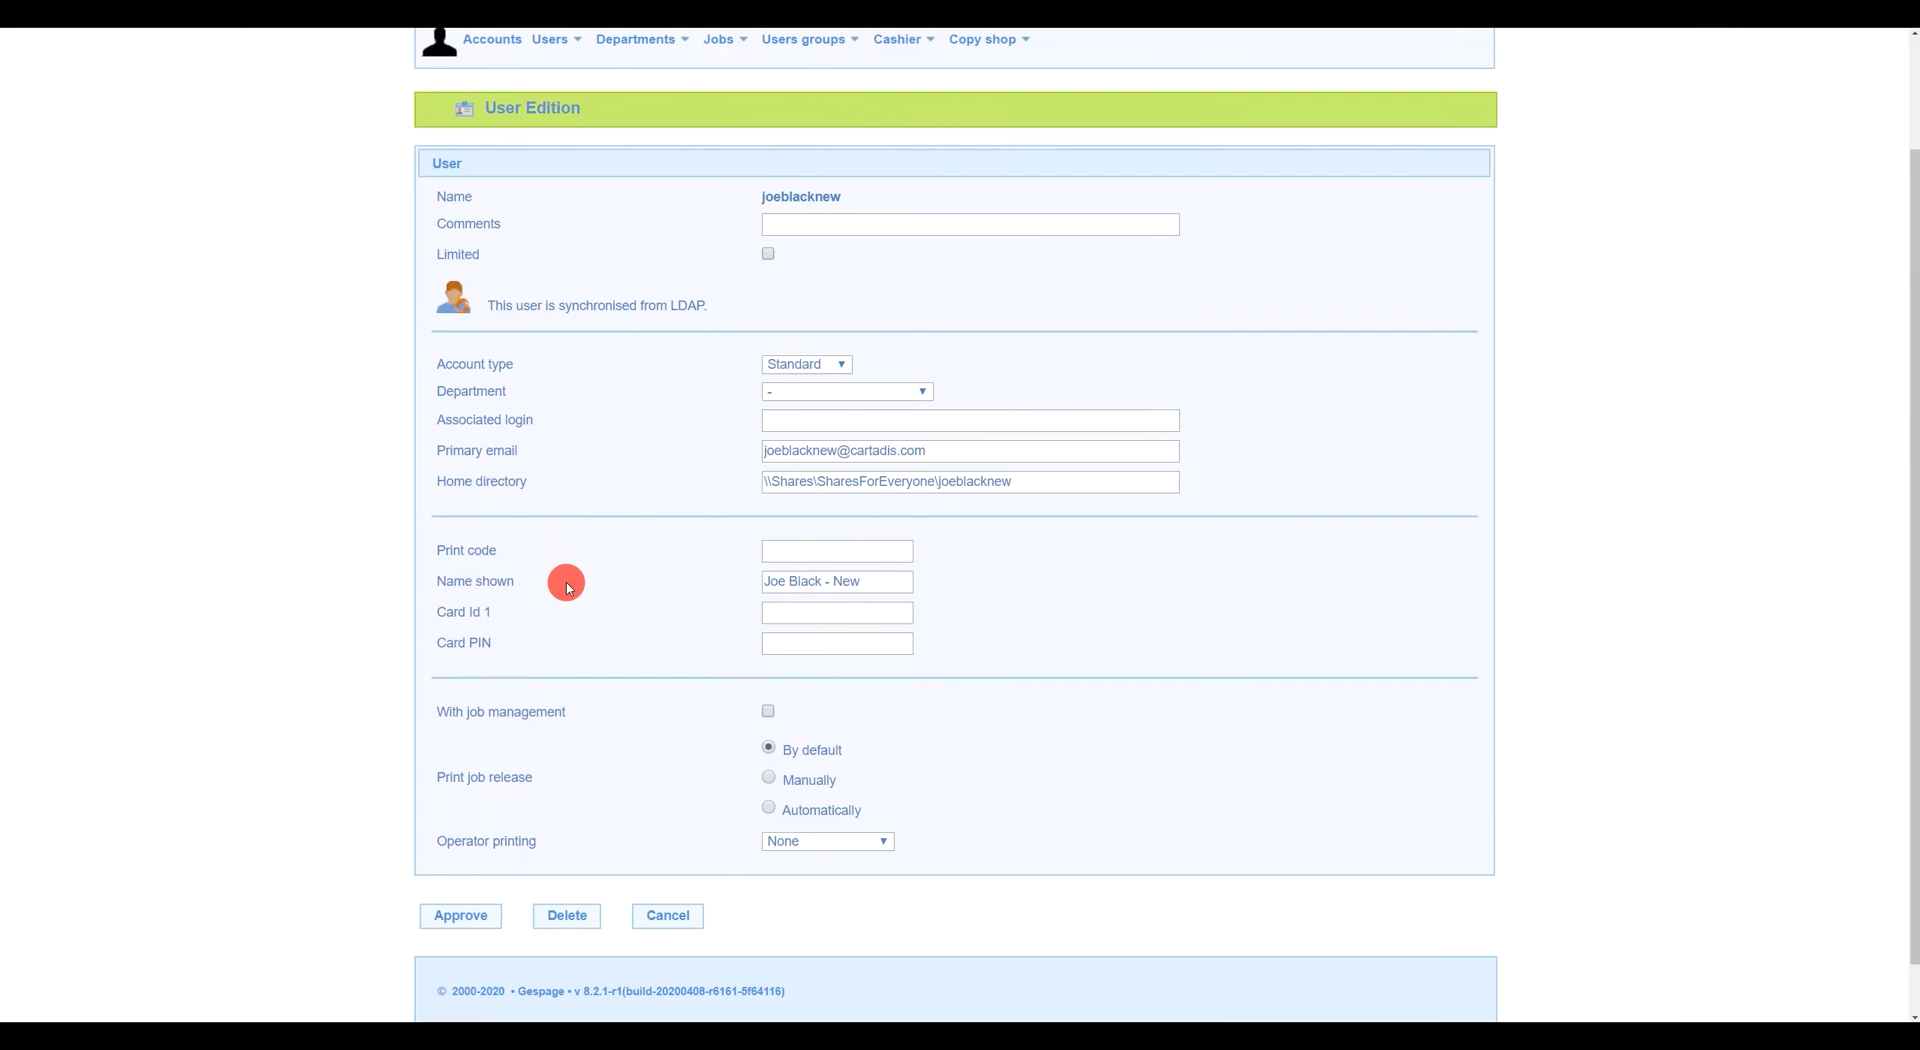 Accounts Users Departments Jobs Users groups Cashier Copy shop
User Edition
User
Name joeblacknew
Comments
Limited
This user is synchronised from LDAP.
Account type Standard
Department -
Associated login
Primary email joeblacknew@cartadis.com
Home directory \\Shares\SharesForEveryone\joeblacknew
Print code
Name shown Joe Black - New
Card Id 1
Card PIN
With job management
By default
Print job release Manually
Automatically
Operator printing None
Approve Delete Cancel
© 2000-2020 • Gespage • v 8.2.1-r1(build-20200408-r6161-5f64116)